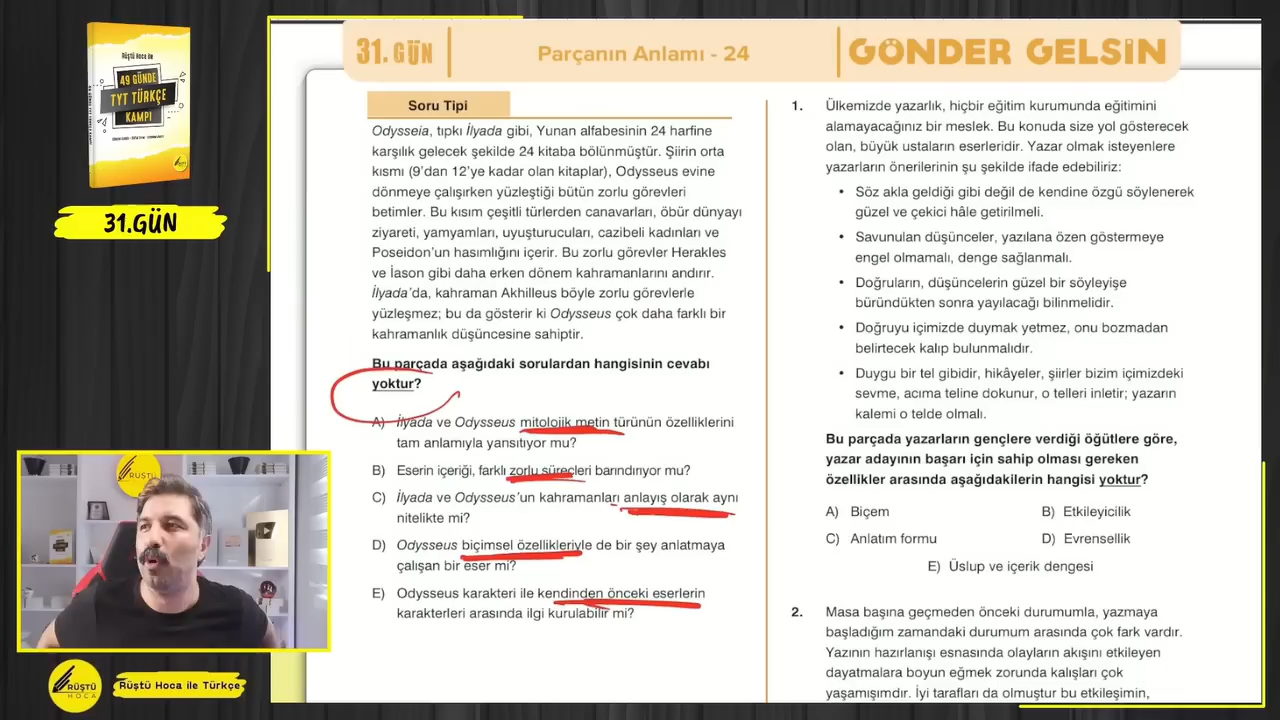 RÜŞTÜ HOCA'DAN
49 GÜNDE
TYT TÜRKÇE
KAMPI
31.GÜN
31. GÜN
Parçanın Anlamı - 24
GÖNDER GELSİN
Soru Tipi
Odysseia, tıpkı İlyada gibi, Yunan alfabesinin 24 harfine
karşılık gelecek şekilde 24 kitaba bölünmüştür. Şiirin orta
kısmı (9’dan 12’ye kadar olan kitaplar), Odysseus evine
dönmeye çalışırken yüzleştiği bütün zorlu görevleri
betimler. Bu kısım çeşitli türlerden canavarları, öbür dünyayı
ziyareti, yamyamları, uyuşturucuları, cazibeli kadınları ve
Poseidon’un hasımlığını içerir. Bu zorlu görevler Herakles
ve İason gibi daha erken dönem kahramanlarını andırır.
İlyada’da, kahraman Akhilleus böyle zorlu görevlerle
yüzleşmez; bu da gösterir ki Odysseus çok daha farklı bir
kahramanlık düşüncesine sahiptir.
Bu parçada aşağıdaki sorulardan hangisinin cevabı
yoktur?
A) İlyada ve Odysseus mitolojik metin türünün özelliklerini
tam anlamıyla yansıtıyor mu?
B) Eserin içeriği, farklı zorlu süreçleri barındırıyor mu?
C) İlyada ve Odysseus’un kahramanları anlayış olarak aynı
nitelikte mi?
D) Odysseus biçimsel özellikleriyle de bir şey anlatmaya
çalışan bir eser mi?
E) Odysseus karakteri ile kendinden önceki eserlerin
karakterleri arasında ilgi kurulabilir mi?
1. Ülkemizde yazarlık, hiçbir eğitim kurumunda eğitimini
alamayacağınız bir meslek. Bu konuda size yol gösterecek
olan, büyük ustaların eserleridir. Yazar olmak isteyenlere
yazarların önerilerinin şu şekilde ifade edebiliriz:
• Söz akla geldiği gibi değil de kendine özgü söylenerek
güzel ve çekici hâle getirilmeli.
• Savunulan düşünceler, yazılana özen göstermeye
engel olmamalı, denge sağlanmalı.
• Doğruların, düşüncelerin güzel bir söyleyişe
büründükten sonra yayılacağı bilinmelidir.
• Doğruyu içimizde duymak yetmez, onu bozmadan
belirtecek kalıp bulunmalıdır.
• Duygu bir tel gibidir, hikâyeler, şiirler bizim içimizdeki
sevme, acıma teline dokunur, o telleri inletir; yazarın
kalemi o telde olmalı.
Bu parçada yazarların gençlere verdiği öğütlere göre,
yazar adayının başarı için sahip olması gereken
özellikler arasında aşağıdakilerin hangisi yoktur?
A) Biçem B) Etkileyicilik
C) Anlatım formu D) Evrensellik
E) Üslup ve içerik dengesi
2. Masa başına geçmeden önceki durumumla, yazmaya
başladığım zamandaki durumum arasında çok fark vardır.
Yazının hazırlanışı esnasında olayların akışını etkileyen
dayatmalara boyun eğmek zorunda kalışları çok
yaşamışımdır. İyi tarafları da olmuştur bu etkileşimin,
RÜŞTÜ
RÜŞTÜ
HOCA
Rüştü Hoca ile Türkçe